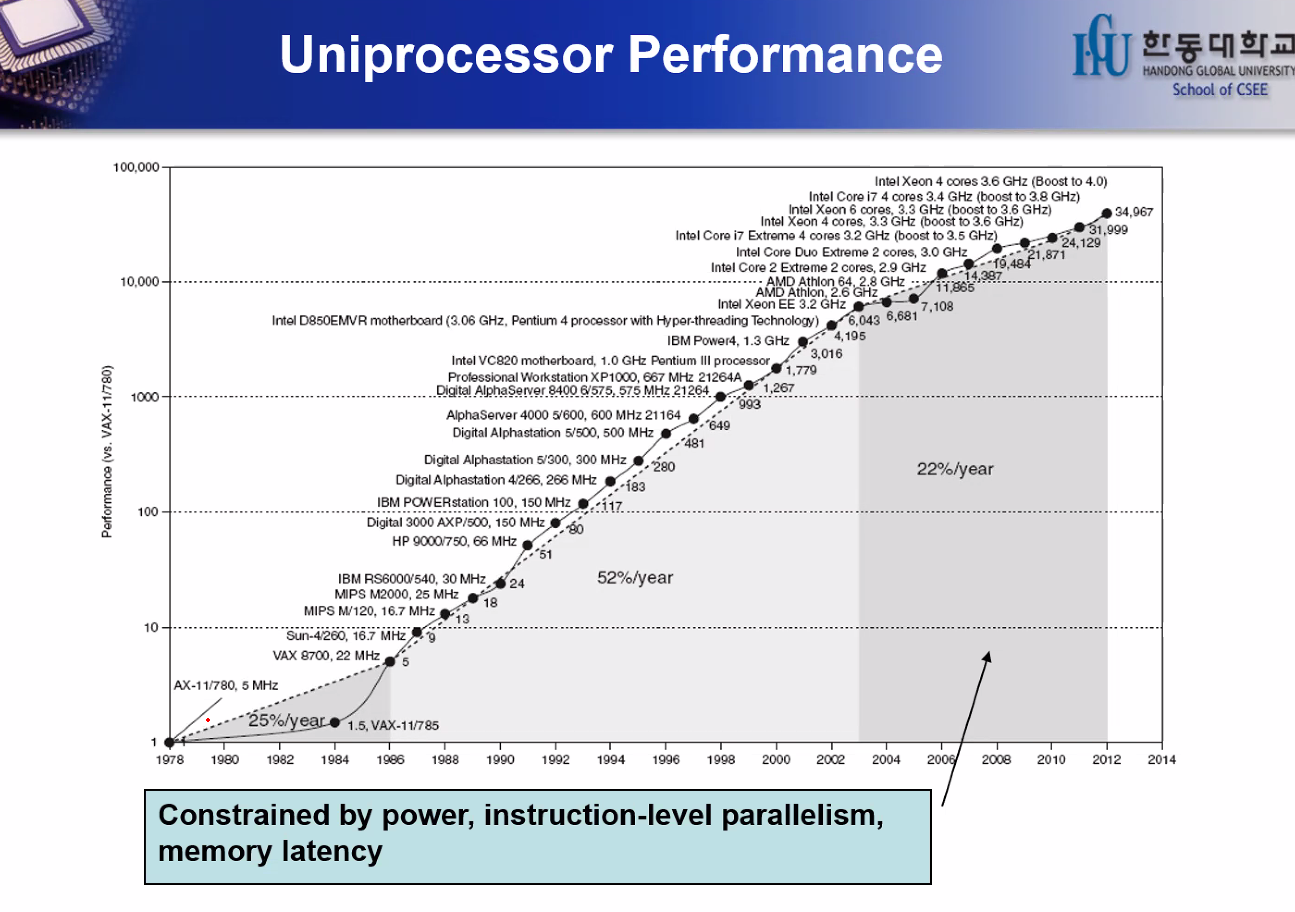 Uniprocessor Performance
한동대학교
HANDONG GLOBAL UNIVERSITY
School of CSEE
100,000
10,000
1000
100
10
1
Performance (vs. VAX-11/780)
Intel Xeon 4 cores 3.6 GHz (Boost to 4.0)
Intel Core i7 4 cores 3.4 GHz (boost to 3.8 GHz)
Intel Xeon 6 cores, 3.3 GHz (boost to 3.6 GHz)
Intel Xeon 4 cores, 3.3 GHz (boost to 3.6 GHz)
Intel Core i7 Extreme 4 cores 3.2 GHz (boost to 3.5 GHz)
Intel Core Duo Extreme 2 cores, 3.0 GHz
Intel Core 2 Extreme 2 cores, 2.9 GHz
AMD Athlon 64, 2.8 GHz
AMD Athlon, 2.6 GHz
Intel Xeon EE 3.2 GHz
Intel D850EMVR motherboard (3.06 GHz, Pentium 4 processor with Hyper-threading Technology)
IBM Power4, 1.3 GHz
Intel VC820 motherboard, 1.0 GHz Pentium III processor
Professional Workstation XP1000, 667 MHz 21264A
Digital AlphaServer 8400 6/575, 575 MHz 21264
AlphaServer 4000 5/600, 600 MHz 21164
Digital Alphastation 5/500, 500 MHz
Digital Alphastation 5/300, 300 MHz
Digital Alphastation 4/266, 266 MHz
IBM POWERstation 100, 150 MHz
Digital 3000 AXP/500, 150 MHz
HP 9000/750, 66 MHz
IBM RS6000/540, 30 MHz
MIPS M2000, 25 MHz
MIPS M/120, 16.7 MHz
Sun-4/260, 16.7 MHz
VAX 8700, 22 MHz
AX-11/780, 5 MHz
34,967
31,999
24,129
21,871
19,484
14,387
11,865
7,108
6,681
6,043
4,195
3,016
1,779
1,267
993
649
481
280
183
117
80
51
24
18
13
9
5
1.5, VAX-11/785
25%/year
52%/year
22%/year
1978 1980 1982 1984 1986 1988 1990 1992 1994 1996 1998 2000 2002 2004 2006 2008 2010 2012 2014
Constrained by power, instruction-level parallelism,
memory latency